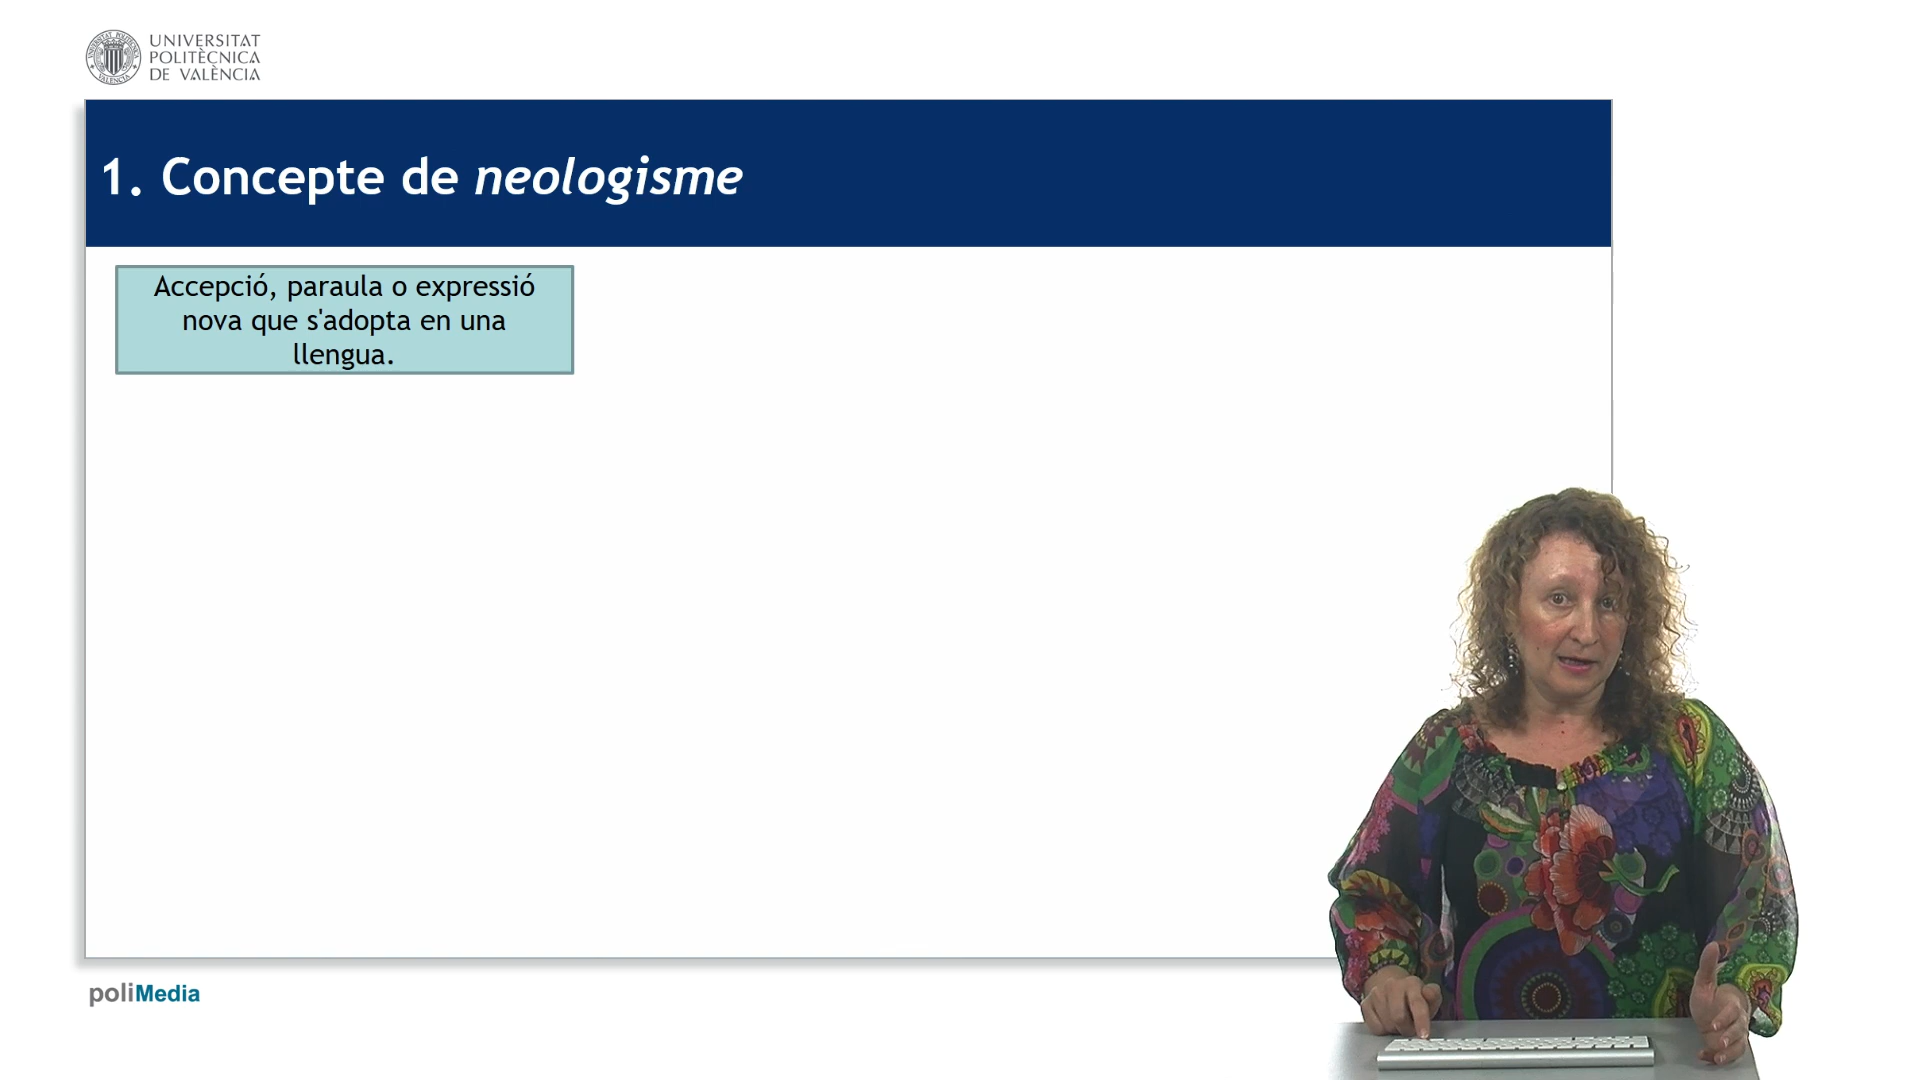 UNIVERSITAT
POLITÈCNICA
DE VALÈNCIA
1. Concepte de neologisme
Accepció, paraula o expressió
nova que s'adopta en una
llengua.
poliMedia